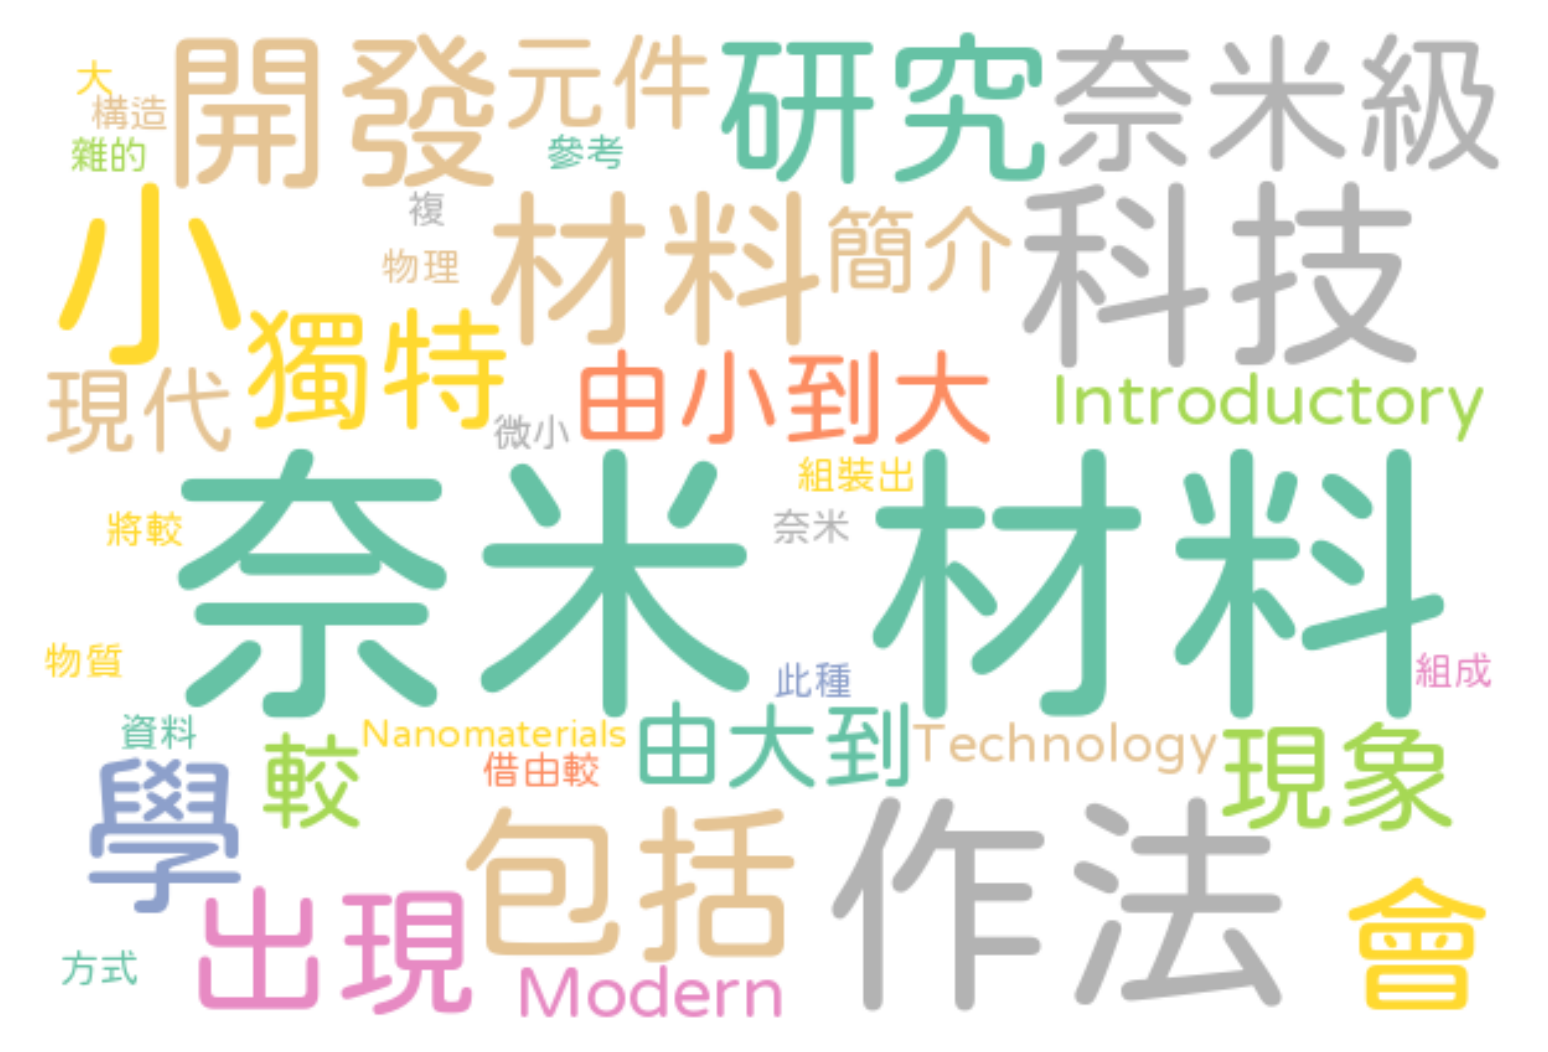 大
構造
雜的
開發
元件
參考
研究
奈米級
小
複
物理
材料
簡介
科技
獨特
現代
微小
由小到大
Introductory
奈米材料
組裝出
奈米
將較
物質
此種
組成
資料
學
較
Nanomaterials
借由較
由大到
Technology
現象
包括
作法
出現
會
方式
Modern